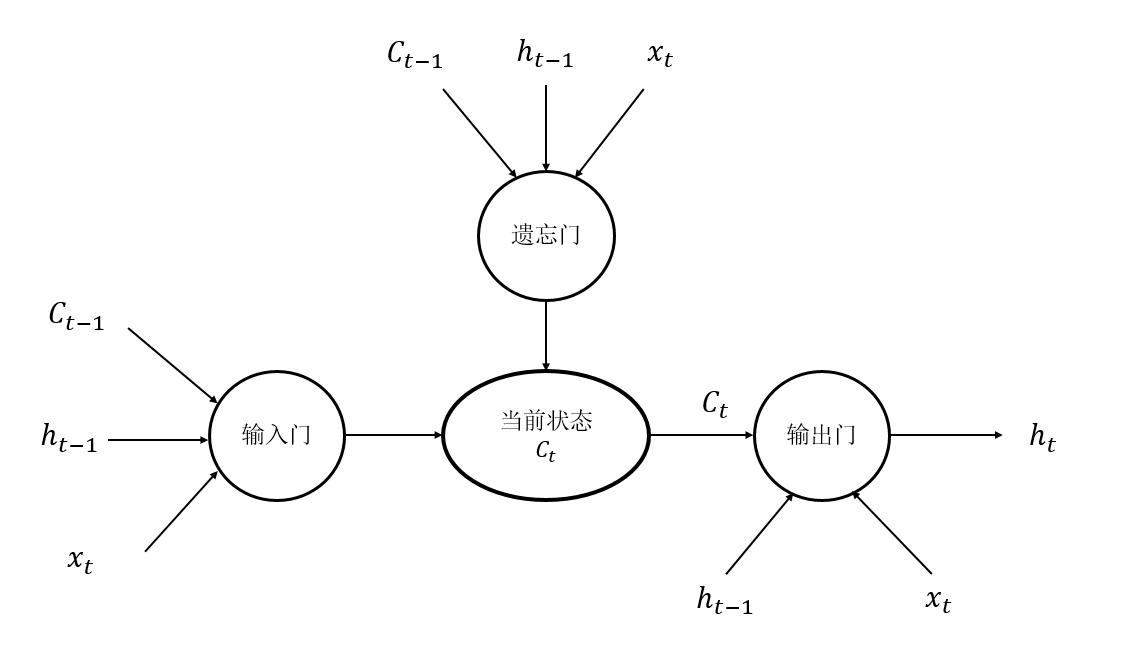 C_{t-1} h_{t-1} x_t
遗忘门
C_{t-1}
h_{t-1}
x_t
输入门
当前状态
C_t
C_t
输出门
h_t
h_{t-1} x_t